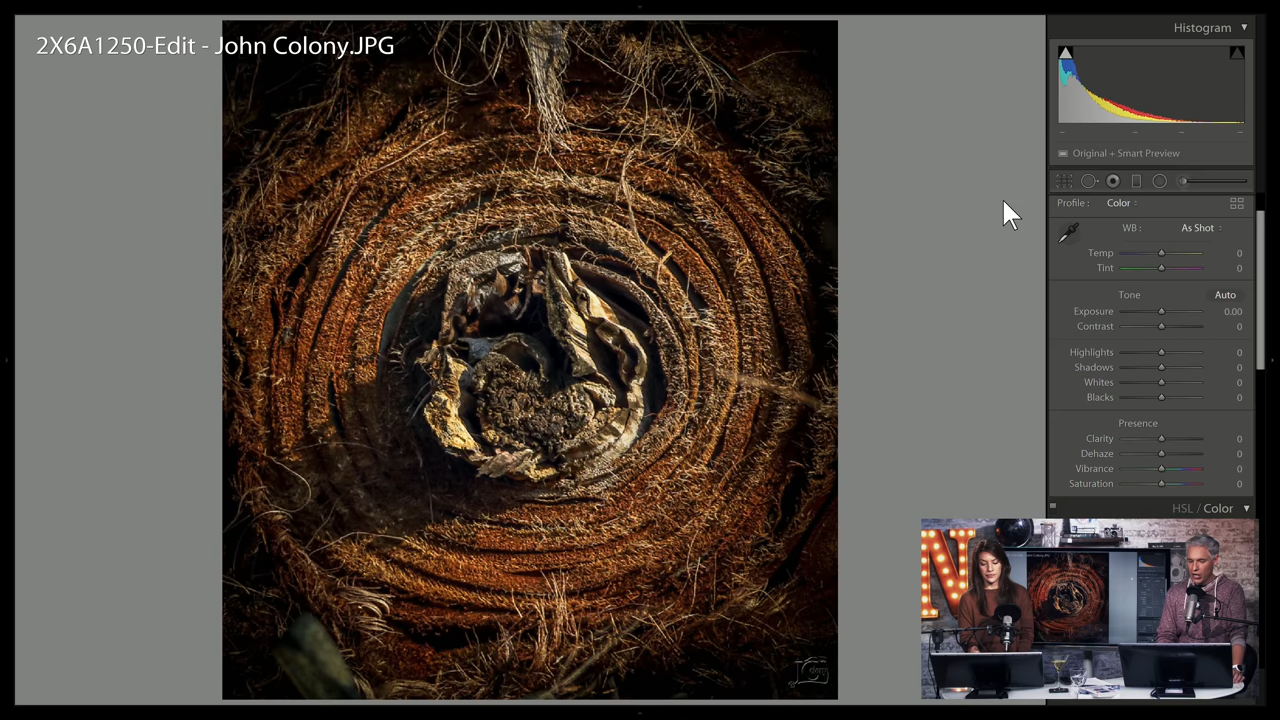 2X6A1250-Edit - John Colony.JPG
Histogram
Original + Smart Preview
Profile : Color
WB : As Shot
Temp 0
Tint 0
Tone Auto
Exposure 0.00
Contrast 0
Highlights 0
Shadows 0
Whites 0
Blacks 0
Presence
Clarity 0
Dehaze 0
Vibrance 0
Saturation 0
HSL / Color
N